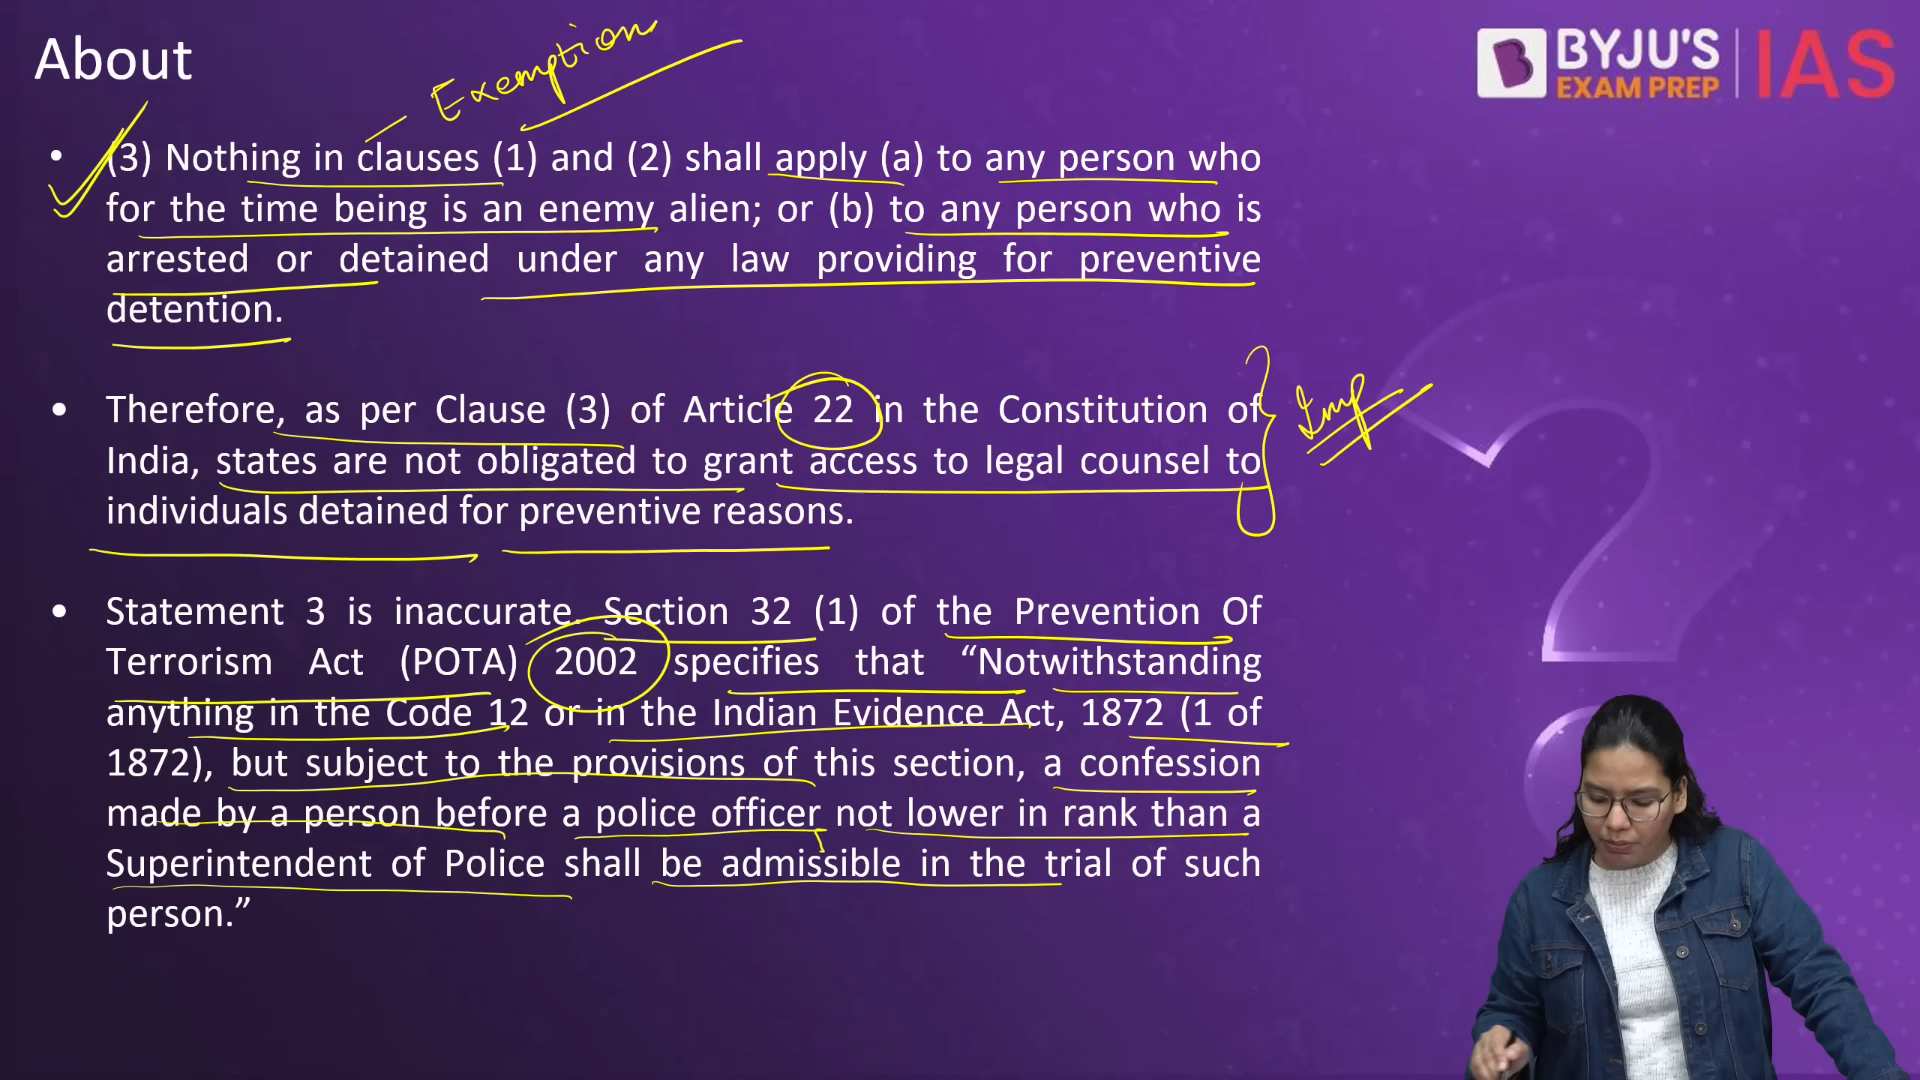 About
Exemption
BYJU'S
EXAM PREP
IAS
• (3) Nothing in clauses (1) and (2) shall apply (a) to any person who
for the time being is an enemy alien; or (b) to any person who is
arrested or detained under any law providing for preventive
detention.
• Therefore, as per Clause (3) of Article 22 in the Constitution of
India, states are not obligated to grant access to legal counsel to
individuals detained for preventive reasons.
Imp
• Statement 3 is inaccurate. Section 32 (1) of the Prevention Of
Terrorism Act (POTA) 2002 specifies that “Notwithstanding
anything in the Code 12 or in the Indian Evidence Act, 1872 (1 of
1872), but subject to the provisions of this section, a confession
made by a person before a police officer not lower in rank than a
Superintendent of Police shall be admissible in the trial of such
person.”